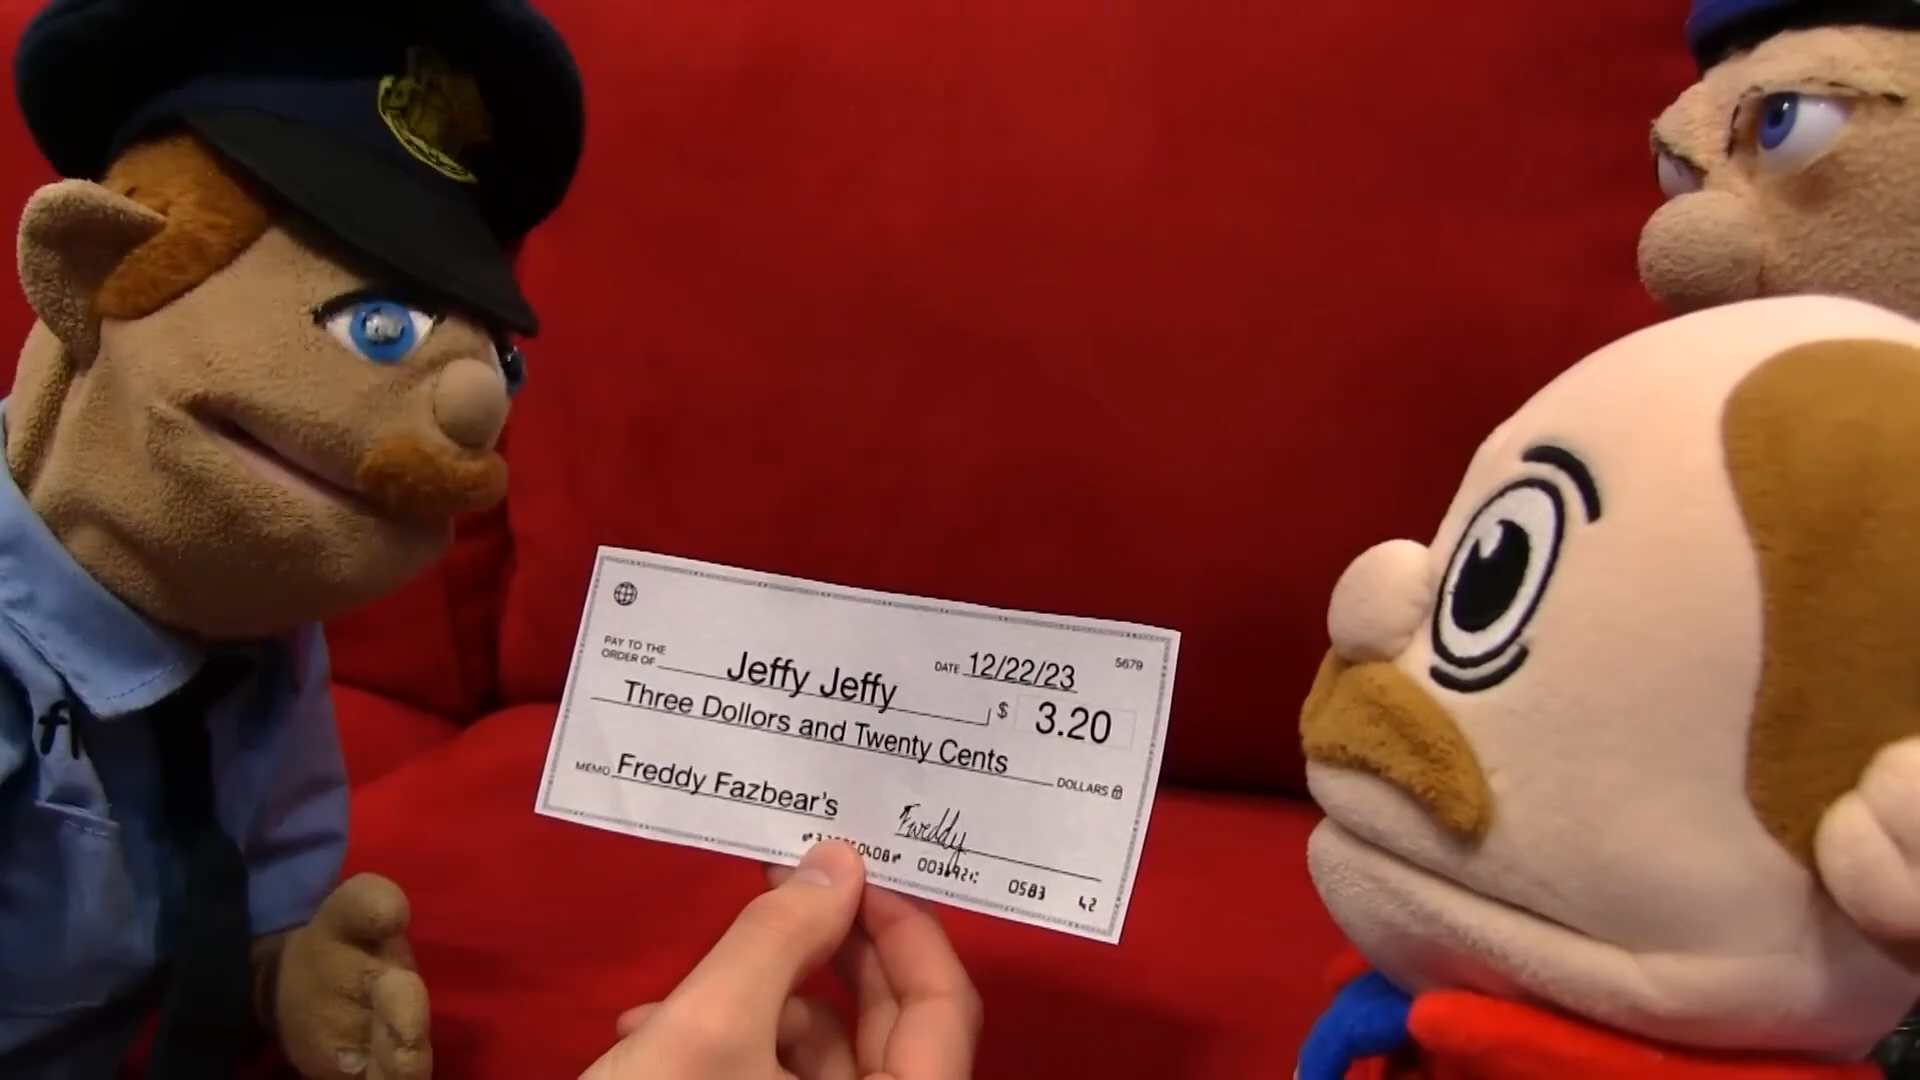 5679
DATE 12/22/23
PAY TO THE
ORDER OF Jeffy Jeffy $ 3.20
Three Dollors and Twenty Cents DOLLARS
MEMO Freddy Fazbear's Freddy
0583 42